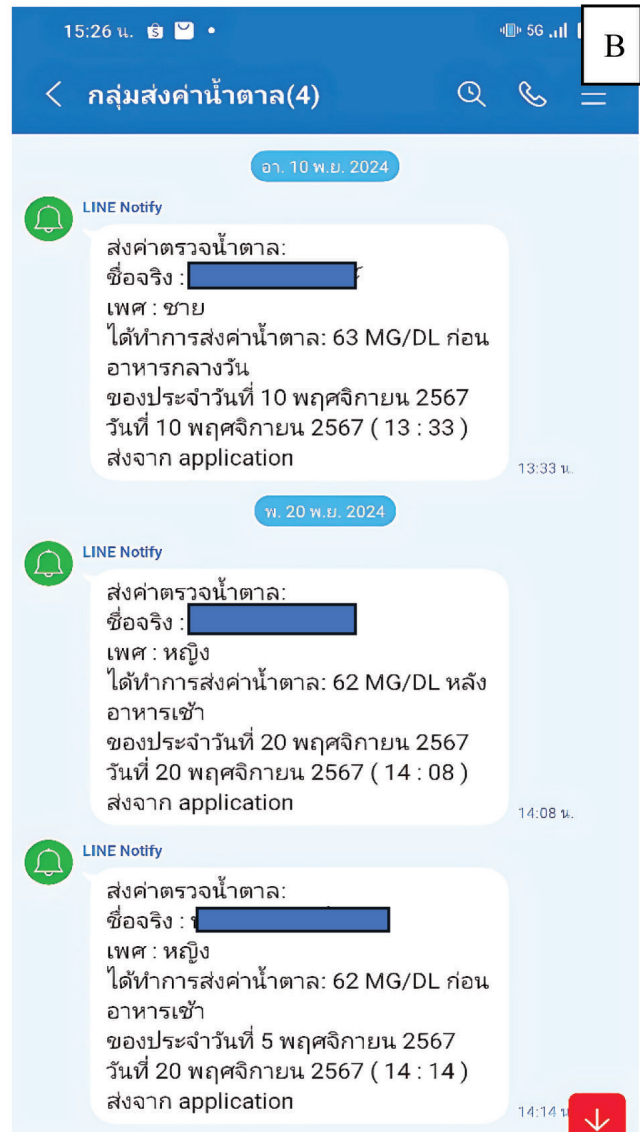 15:26 น.
5G
B
กลุ่มส่งค่าน้ำตาล(4)
อา. 10 พ.ย. 2024
LINE Notify
ส่งค่าตรวจน้ำตาล:
ชื่อจริง :
เพศ : ชาย
ได้ทำการส่งค่าน้ำตาล: 63 MG/DL ก่อน
อาหารกลางวัน
ของประจำวันที่ 10 พฤศจิกายน 2567
วันที่ 10 พฤศจิกายน 2567 ( 13 : 33 )
ส่งจาก application
13:33 น.
พ. 20 พ.ย. 2024
LINE Notify
ส่งค่าตรวจน้ำตาล:
ชื่อจริง :
เพศ : หญิง
ได้ทำการส่งค่าน้ำตาล: 62 MG/DL หลัง
อาหารเช้า
ของประจำวันที่ 20 พฤศจิกายน 2567
วันที่ 20 พฤศจิกายน 2567 ( 14 : 08 )
ส่งจาก application
14:08 น.
LINE Notify
ส่งค่าตรวจน้ำตาล:
ชื่อจริง :
เพศ : หญิง
ได้ทำการส่งค่าน้ำตาล: 62 MG/DL ก่อน
อาหารเช้า
ของประจำวันที่ 5 พฤศจิกายน 2567
วันที่ 20 พฤศจิกายน 2567 ( 14 : 14 )
ส่งจาก application
14:14 น